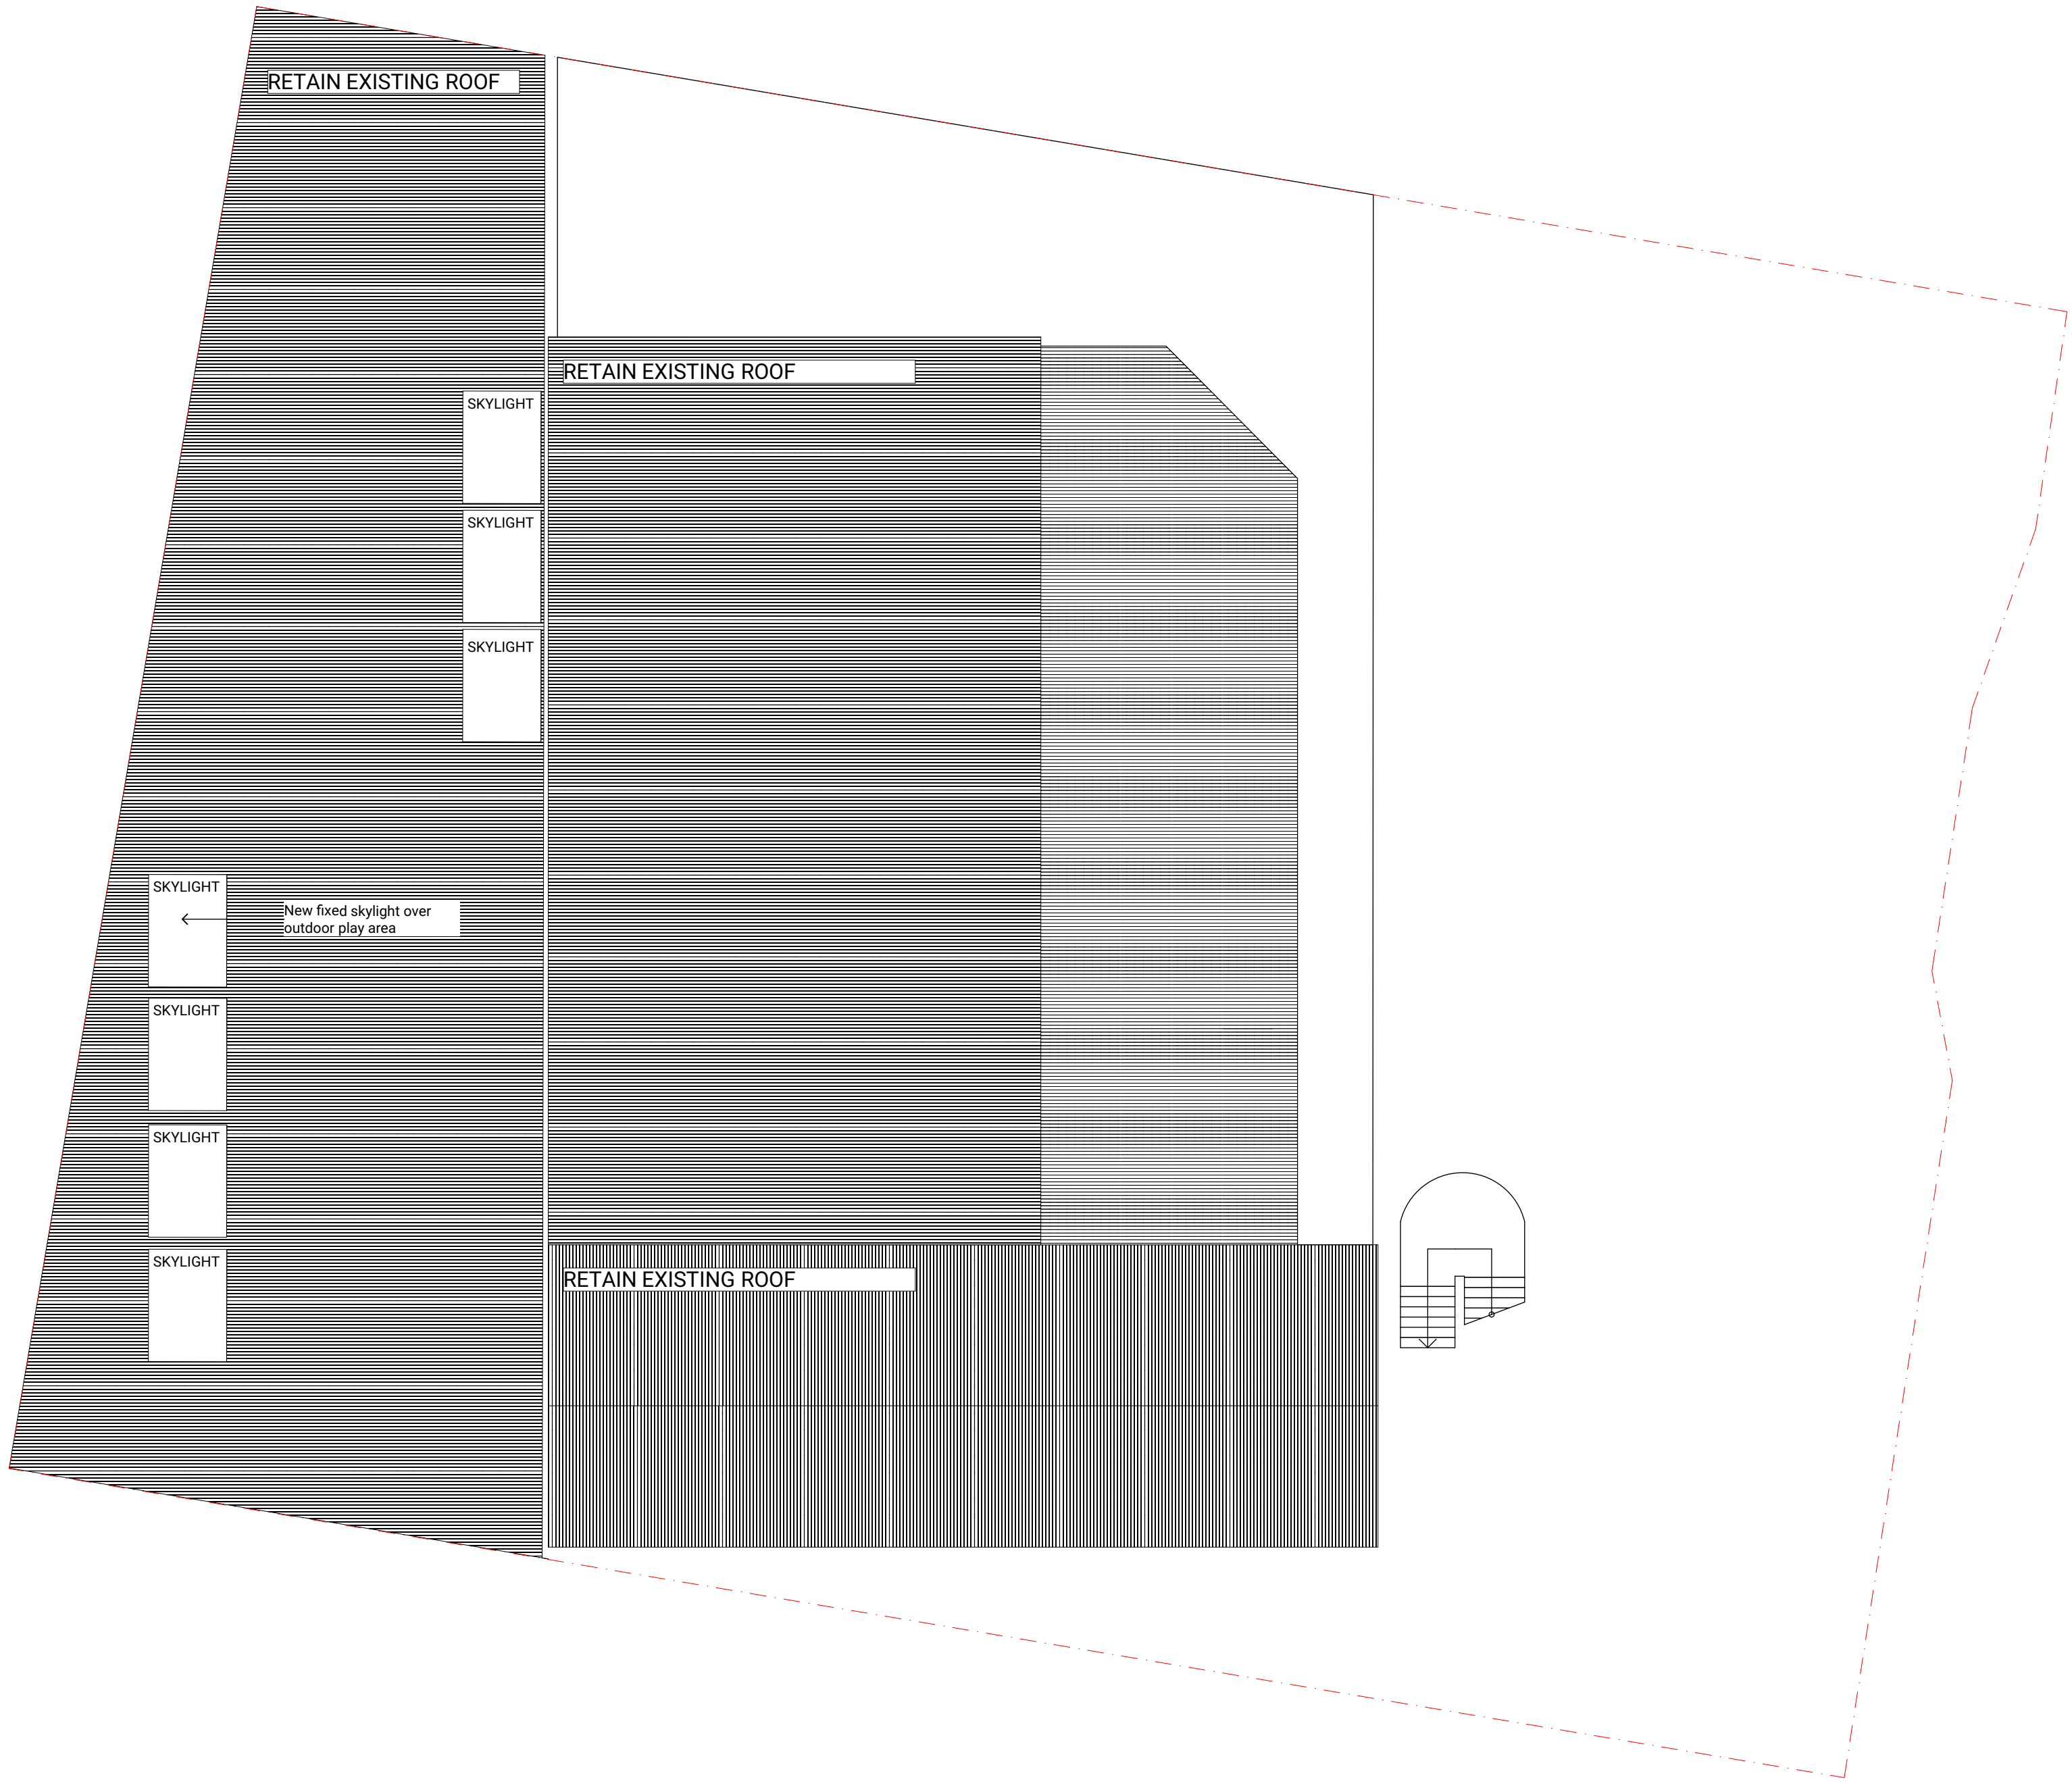 RETAIN EXISTING ROOF
RETAIN EXISTING ROOF
SKYLIGHT
SKYLIGHT
SKYLIGHT
SKYLIGHT
New fixed skylight over
outdoor play area
SKYLIGHT
SKYLIGHT
SKYLIGHT
RETAIN EXISTING ROOF